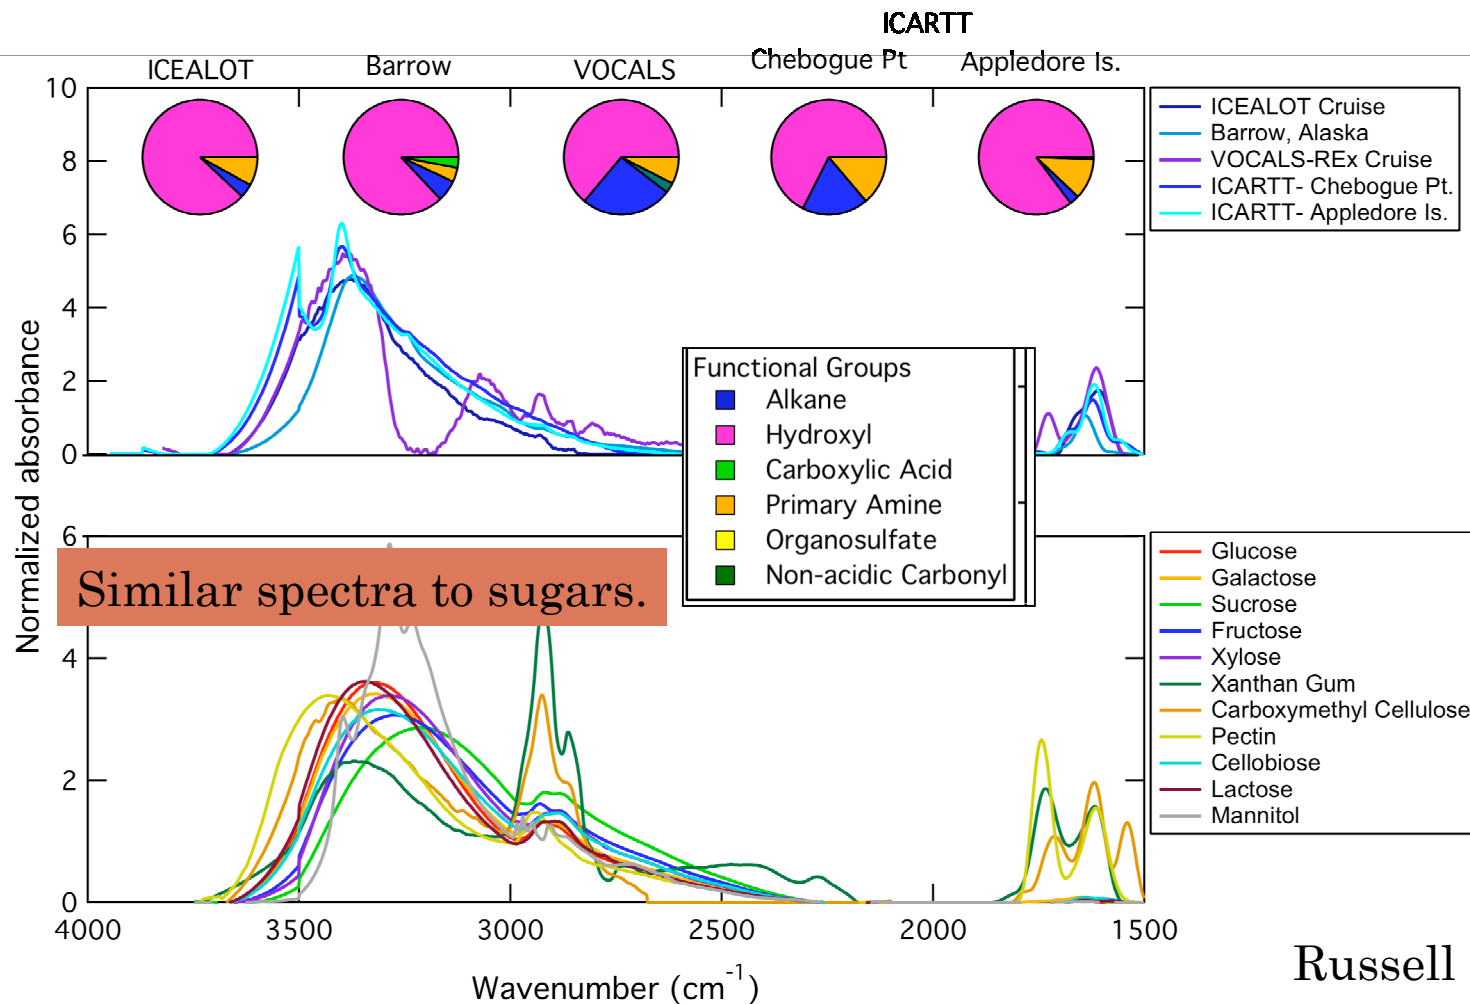 ICARTT
ICEALOT
Barrow
VOCALS
Chebogue Pt
Appledore Is.
10
8
6
4
2
0
ICEALOT Cruise
Barrow, Alaska
VOCALS-REx Cruise
ICARTT- Chebogue Pt.
ICARTT- Appledore Is.
Normalized absorbance
Functional Groups
Alkane
Hydroxyl
Carboxylic Acid
Primary Amine
Organosulfate
Non-acidic Carbonyl
Similar spectra to sugars.
6
4
2
0
Glucose
Galactose
Sucrose
Fructose
Xylose
Xanthan Gum
Carboxymethyl Cellulose
Pectin
Cellobiose
Lactose
Mannitol
4000 3500 3000 2500 2000 1500
Wavenumber (cm⁻¹)
Russell